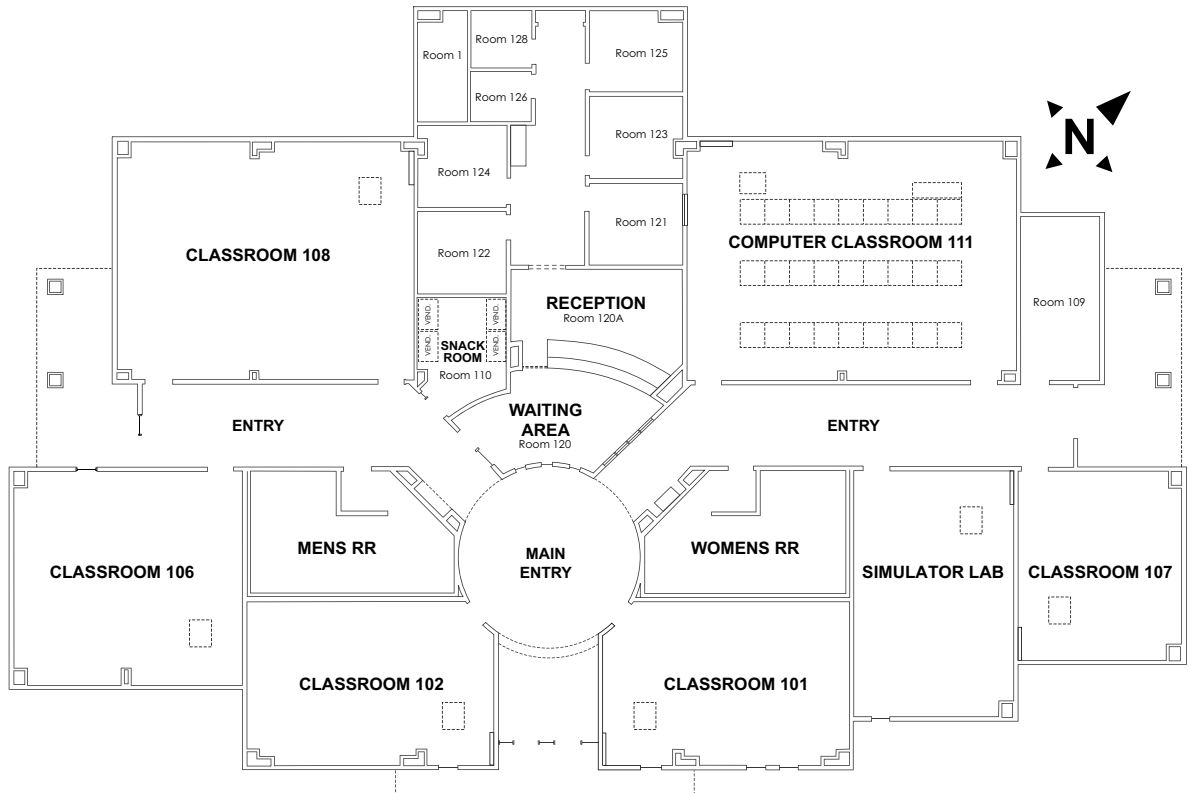 Room 128
Room 1
Room 125
Room 126
Room 123
N
Room 124
Room 121
Room 122
CLASSROOM 108
COMPUTER CLASSROOM 111
RECEPTION
Room 120A
Room 109
VEND.
VEND.
VEND.
VEND.
SNACK
ROOM
Room 110
WAITING
AREA
Room 120
ENTRY
ENTRY
MENS RR
MAIN
ENTRY
WOMENS RR
CLASSROOM 106
SIMULATOR LAB
CLASSROOM 107
CLASSROOM 102
CLASSROOM 101